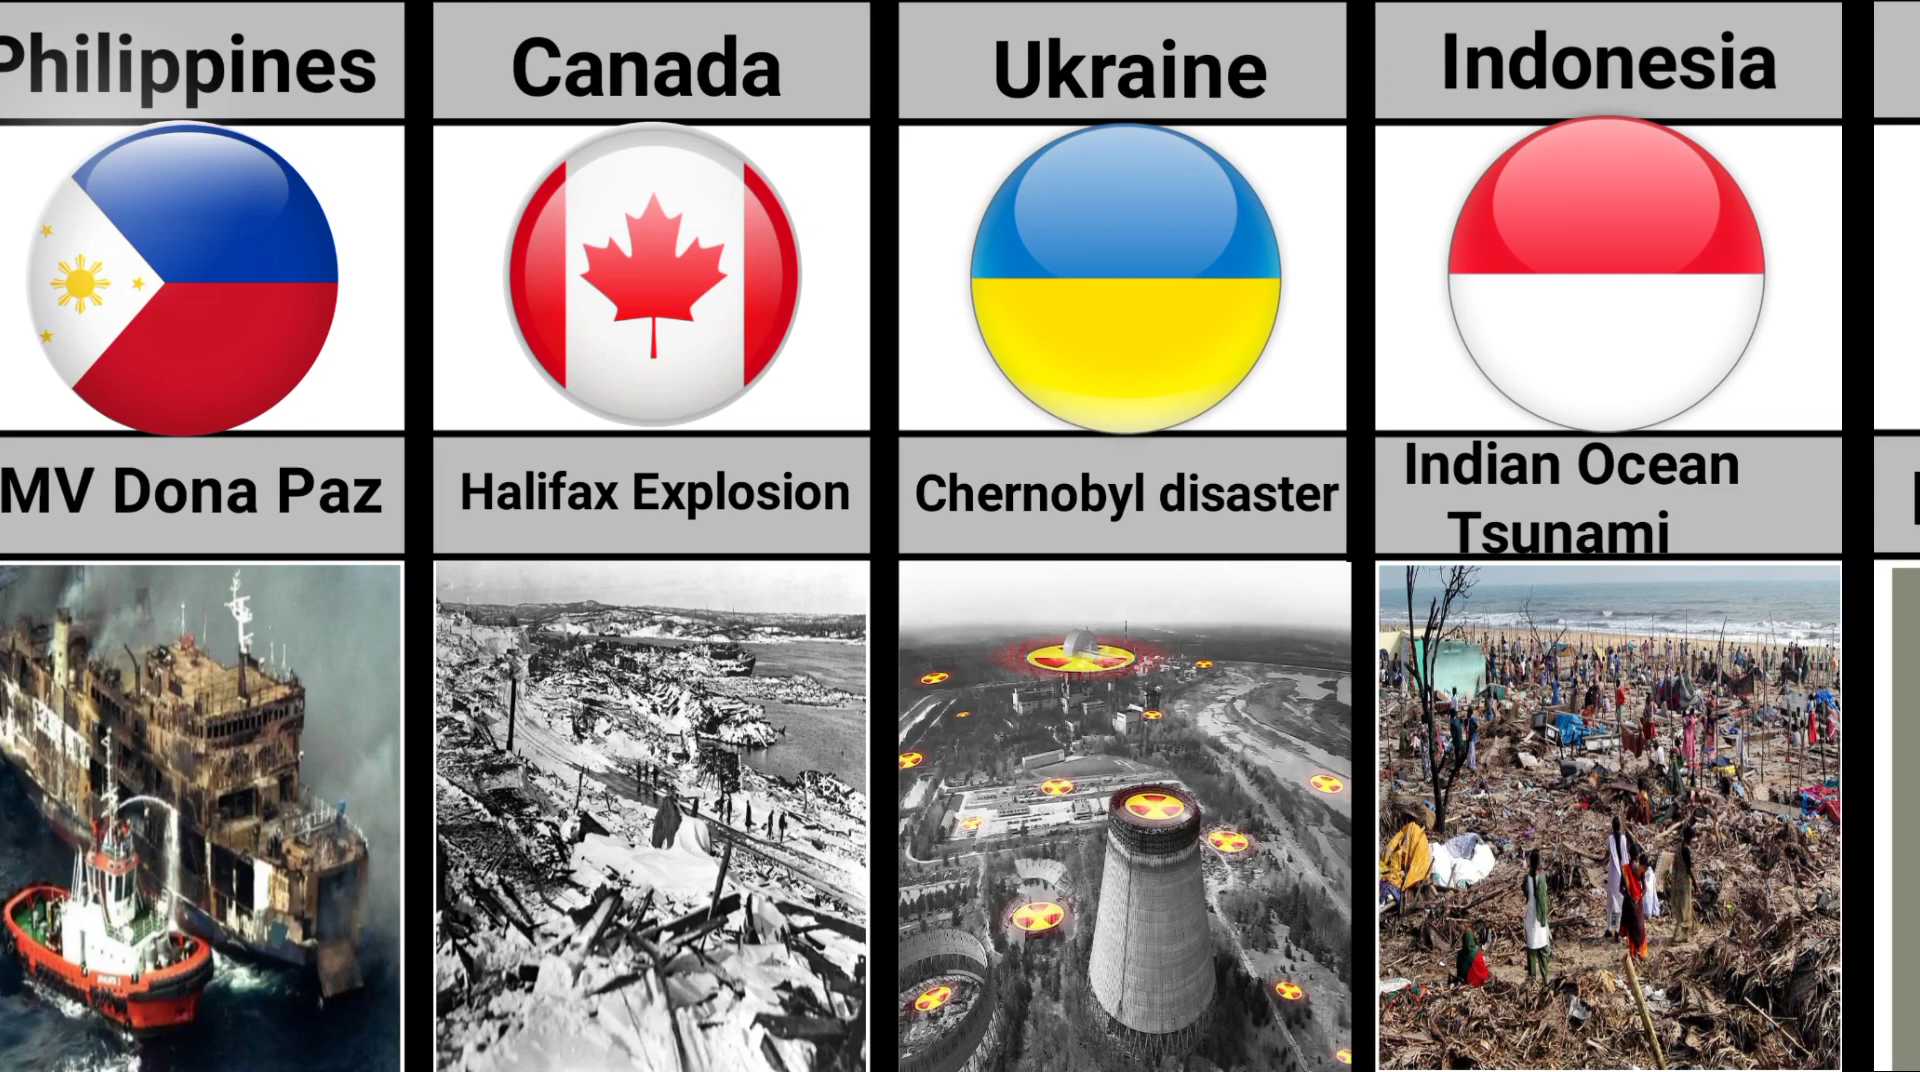 Philippines
Canada
Ukraine
Indonesia
MV Dona Paz
Halifax Explosion
Chernobyl disaster
Indian Ocean
Tsunami